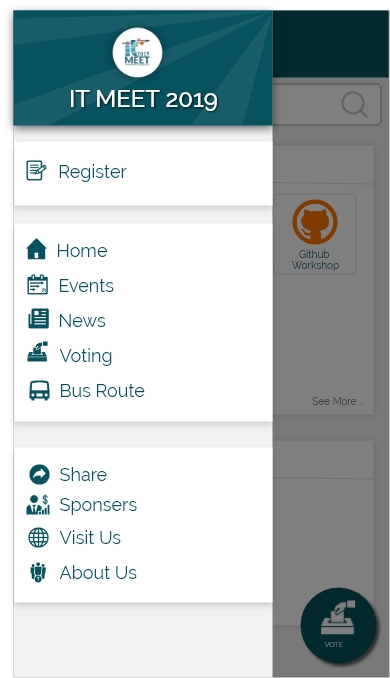 2019
MEET
IT MEET 2019
Register
Home
Events
News
Voting
Bus Route
Share
Sponsers
Visit Us
About Us
Github
Workshop
See More ...
VOTE